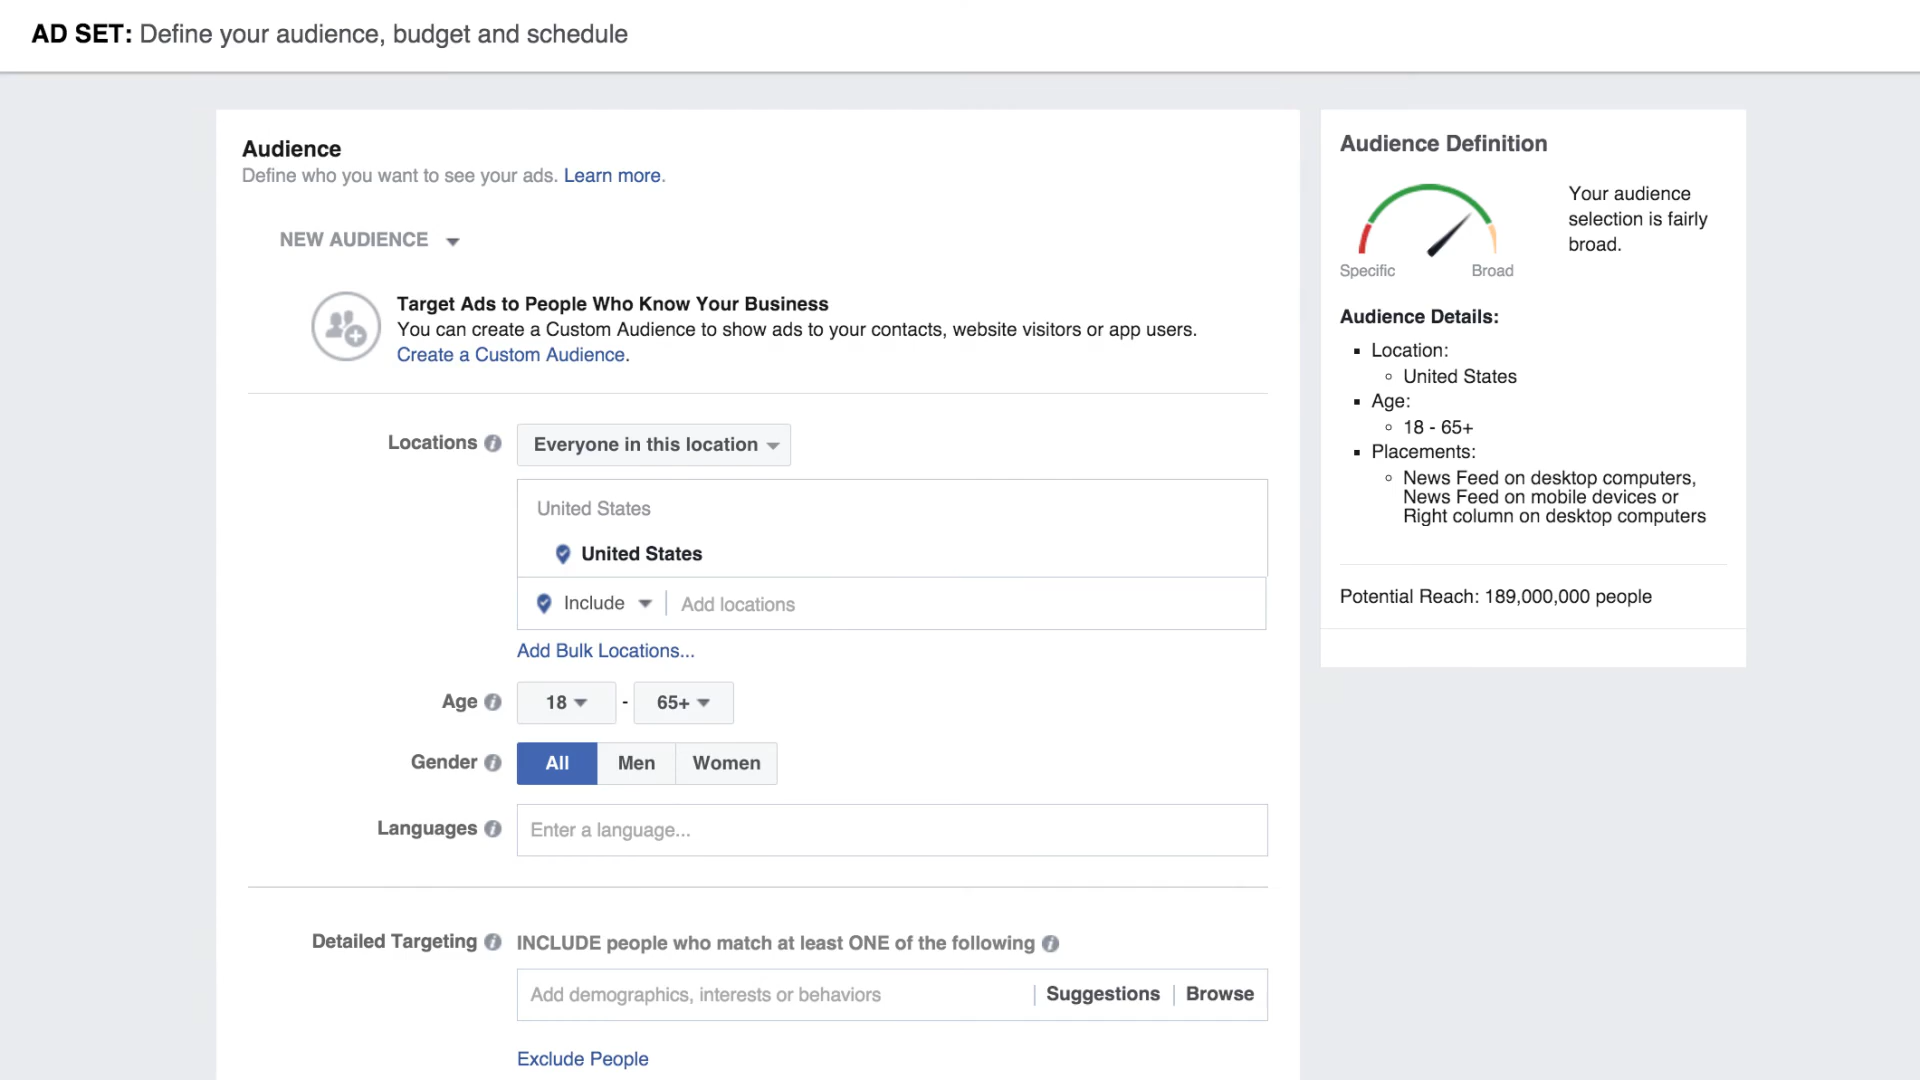 AD SET: Define your audience, budget and schedule
Audience
Define who you want to see your ads. Learn more.
NEW AUDIENCE
Target Ads to People Who Know Your Business
You can create a Custom Audience to show ads to your contacts, website visitors or app users.
Create a Custom Audience.
Locations
Everyone in this location
United States
United States
Include
Add locations
Add Bulk Locations...
Age
18 - 65+
Gender
All
Men
Women
Languages
Enter a language...
Detailed Targeting
INCLUDE people who match at least ONE of the following
Add demographics, interests or behaviors
Suggestions
Browse
Exclude People
Audience Definition
Specific
Broad
Your audience
selection is fairly
broad.
Audience Details:
Location:
United States
Age:
18 - 65+
Placements:
News Feed on desktop computers,
News Feed on mobile devices or
Right column on desktop computers
Potential Reach: 189,000,000 people